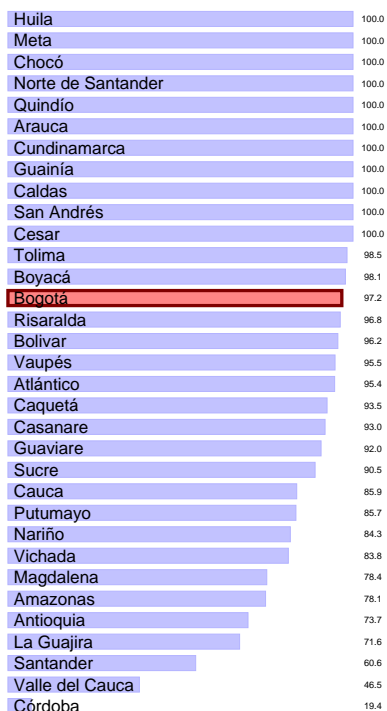 Huila 100.0
Meta 100.0
Chocó 100.0
Norte de Santander 100.0
Quindío 100.0
Arauca 100.0
Cundinamarca 100.0
Guainía 100.0
Caldas 100.0
San Andrés 100.0
Cesar 100.0
Tolima 98.5
Boyacá 98.1
Bogotá 97.2
Risaralda 96.8
Bolivar 96.2
Vaupés 95.5
Atlántico 95.4
Caquetá 93.5
Casanare 93.0
Guaviare 92.0
Sucre 90.5
Cauca 85.9
Putumayo 85.7
Nariño 84.3
Vichada 83.8
Magdalena 78.4
Amazonas 78.1
Antioquia 73.7
La Guajira 71.6
Santander 60.6
Valle del Cauca 46.5
Córdoba 19.4